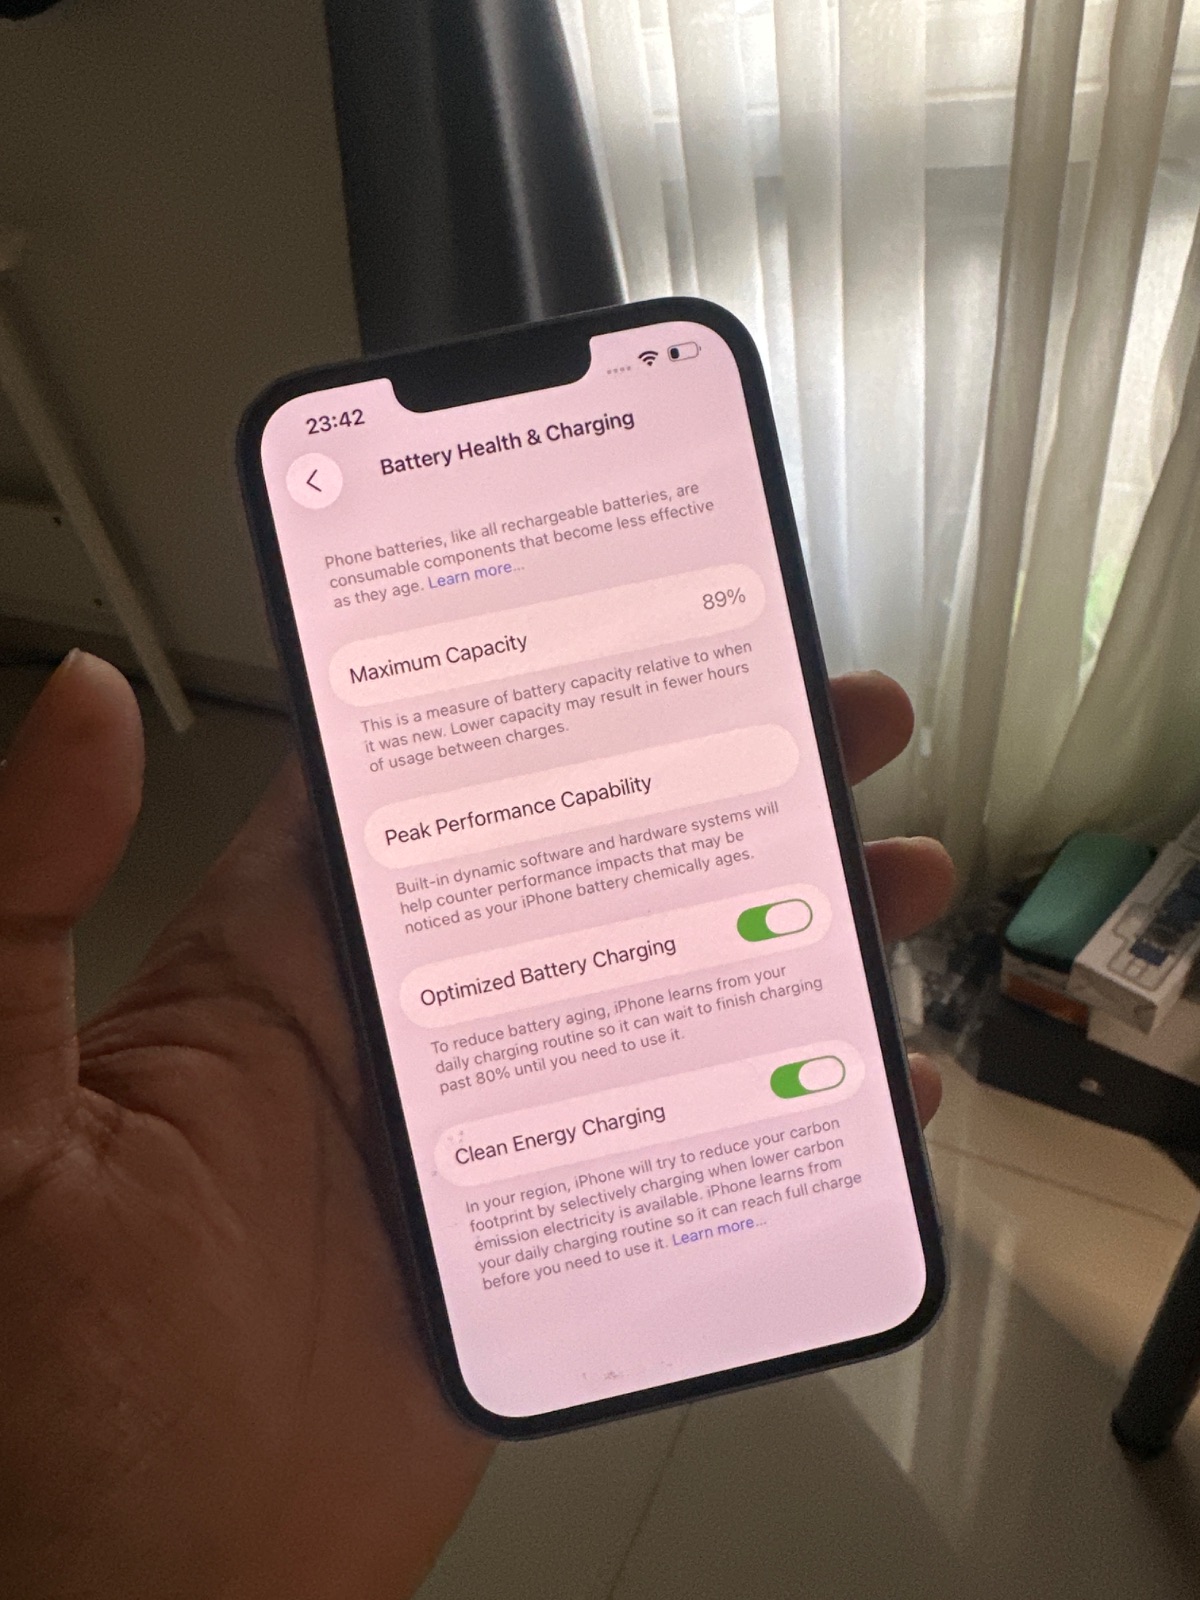 23:42
Battery Health & Charging
Phone batteries, like all rechargeable batteries, are
consumable components that become less effective
as they age. Learn more...
Maximum Capacity 89%
This is a measure of battery capacity relative to when
it was new. Lower capacity may result in fewer hours
of usage between charges.
Peak Performance Capability
Built-in dynamic software and hardware systems will
help counter performance impacts that may be
noticed as your iPhone battery chemically ages.
Optimized Battery Charging
To reduce battery aging, iPhone learns from your
daily charging routine so it can wait to finish charging
past 80% until you need to use it.
Clean Energy Charging
In your region, iPhone will try to reduce your carbon
footprint by selectively charging when lower carbon
emission electricity is available. iPhone learns from
your daily charging routine so it can reach full charge
before you need to use it. Learn more...